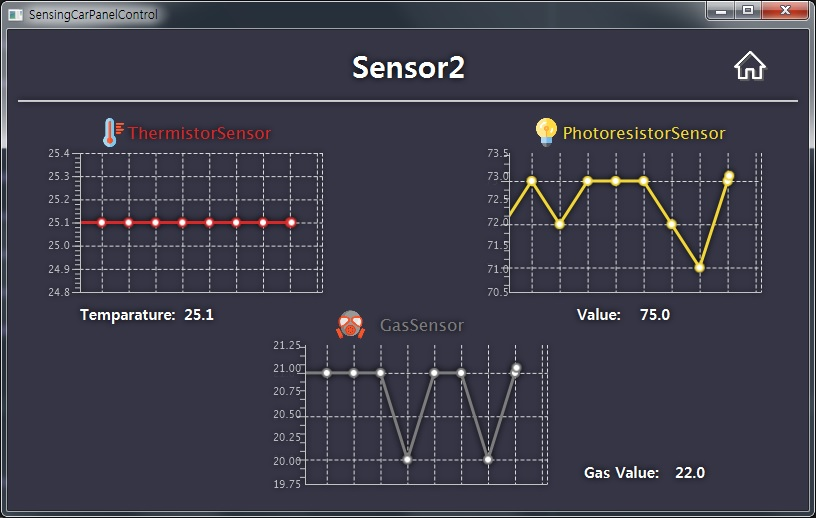 SensingCarPanelControl
Sensor2
ThermistorSensor
25.4
25.3
25.2
25.1
25.0
24.9
24.8
Temparature: 25.1
PhotoresistorSensor
73.5
73.0
72.5
72.0
71.5
71.0
70.5
Value: 75.0
GasSensor
21.25
21.00
20.75
20.50
20.25
20.00
19.75
Gas Value: 22.0